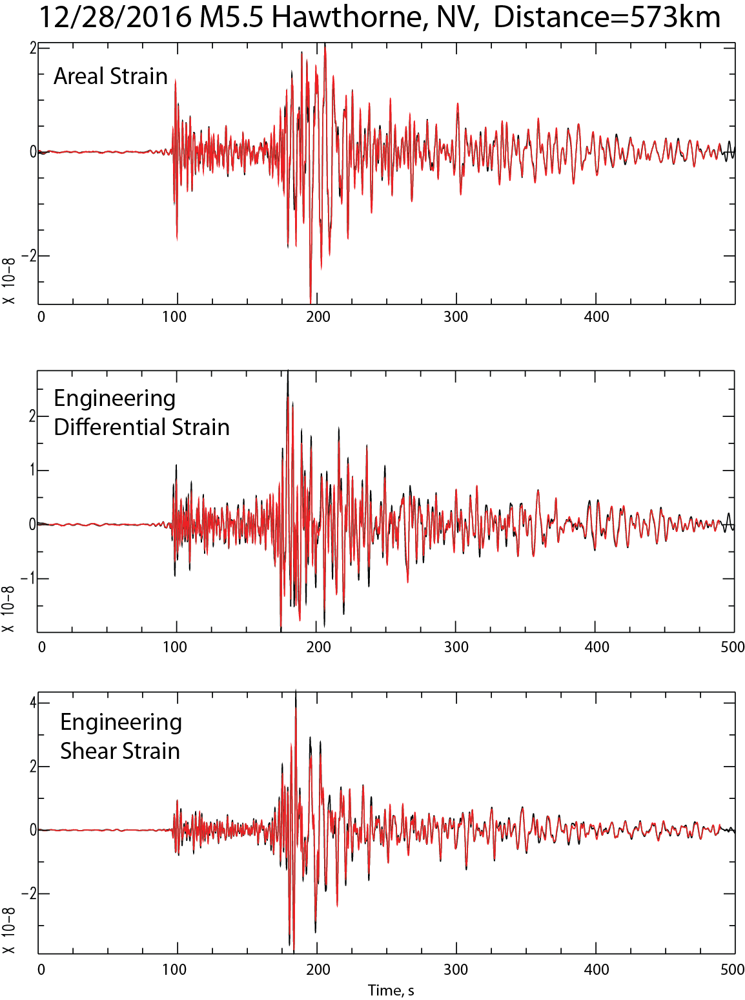 12/28/2016 M5.5 Hawthorne, NV, Distance=573km
Areal Strain
2
0
−2
X 10−8
0 100 200 300 400
Engineering
Differential Strain
2
1
0
−1
X 10−8
0 100 200 300 400 500
Engineering
Shear Strain
4
2
0
−2
X 10−8
0 100 200 300 400 500
Time, s